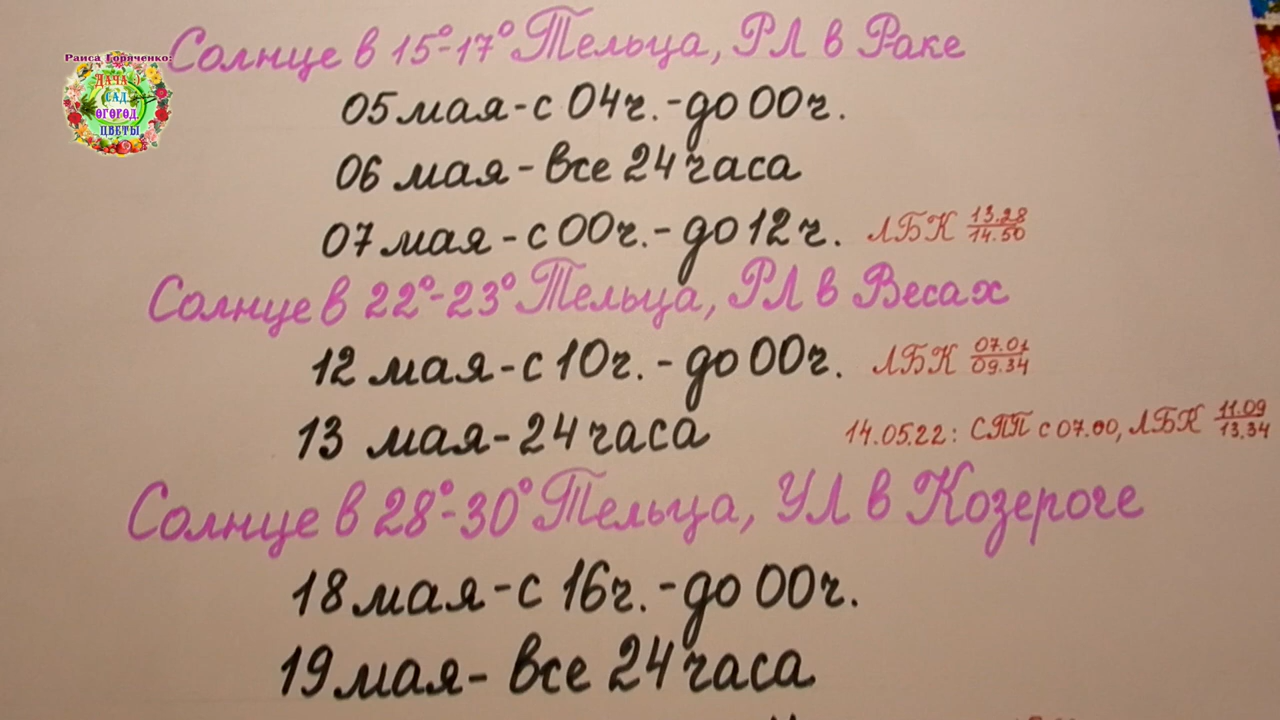 Раиса Горяченко:
ДАЧА,
САД,
ОГОРОД,
ЦВЕТЫ
Солнце в 15°-17° Тельца, РЛ в Раке
05 мая - с 04ч. - до 00ч.
06 мая - все 24 часа
07 мая - с 00ч. - до 12ч. ЛБК 13.28/14.50
Солнце в 22°-23° Тельца, РЛ в Весах
12 мая - с 10ч. - до 00ч. ЛБК 07.01/09.34
13 мая - 24 часа 14.05.22: СПП с 07.00, ЛБК 11.09/13.34
Солнце в 28°-30° Тельца, УЛ в Козероге
18 мая - с 16ч. - до 00ч.
19 мая - все 24 часа